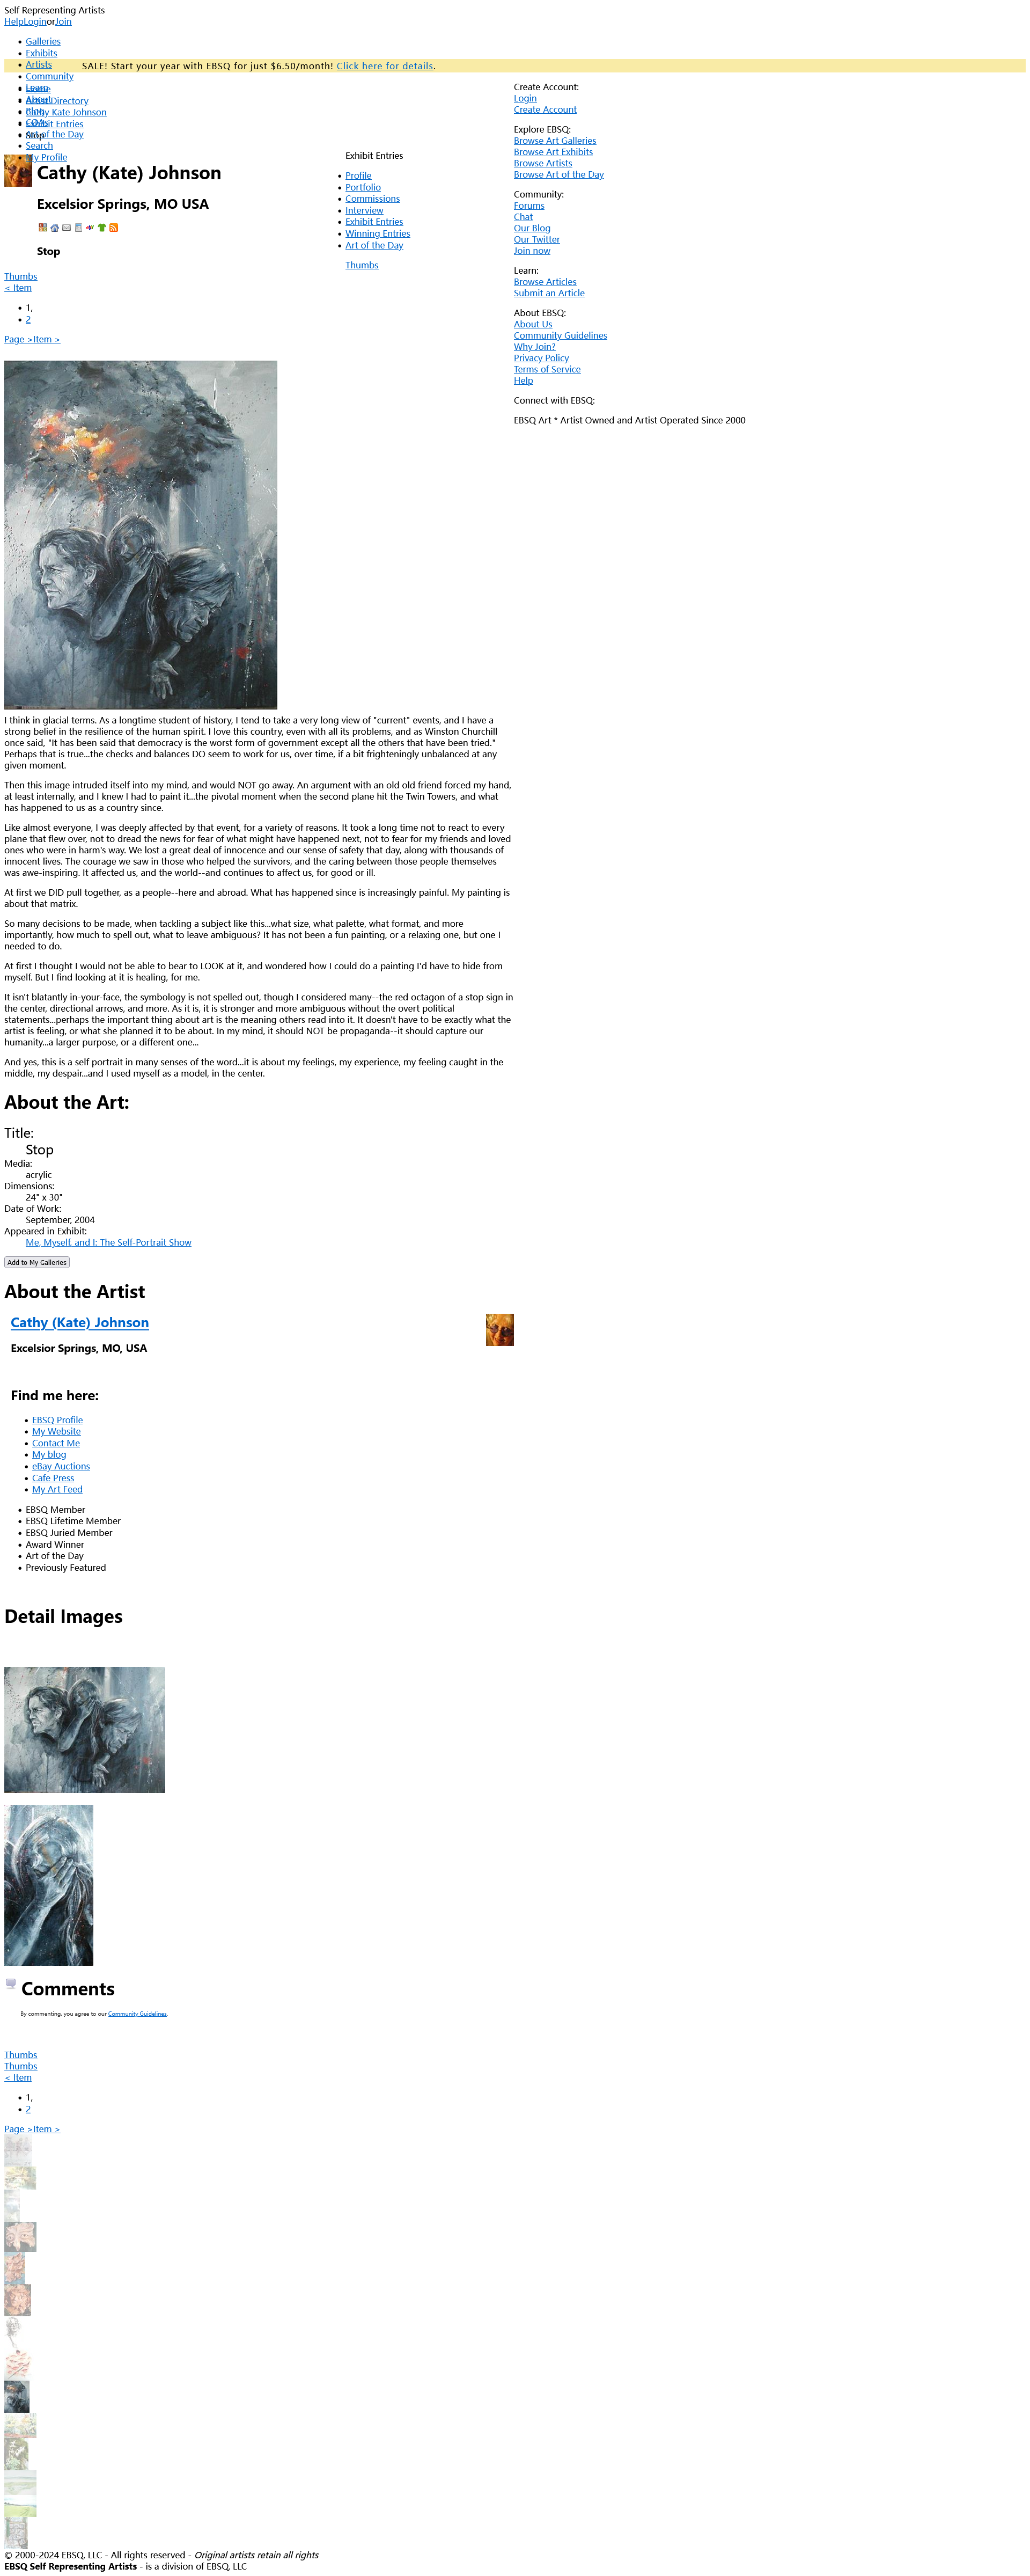 Self Representing Artists
HelpLoginorJoin
Galleries
Exhibits
Artists
SALE! Start your year with EBSQ for just $6.50/month! Click here for details.
Community
Learn
About
Blog
COAs
Stop
Search
My Profile
Home
Artist Directory
Cathy Kate Johnson
Exhibit Entries
Art of the Day
Cathy (Kate) Johnson
Excelsior Springs, MO USA
Stop
Exhibit Entries
Profile
Portfolio
Commissions
Interview
Exhibit Entries
Winning Entries
Art of the Day
Thumbs
Create Account:
Login
Create Account
Explore EBSQ:
Browse Art Galleries
Browse Art Exhibits
Browse Artists
Browse Art of the Day
Community:
Forums
Chat
Our Blog
Our Twitter
Join now
Learn:
Browse Articles
Submit an Article
About EBSQ:
About Us
Community Guidelines
Why Join?
Privacy Policy
Terms of Service
Help
Connect with EBSQ:
EBSQ Art * Artist Owned and Artist Operated Since 2000
Thumbs
< Item
1,
2
Page >Item >
I think in glacial terms. As a longtime student of history, I tend to take a very long view of "current" events, and I have a
strong belief in the resilience of the human spirit. I love this country, even with all its problems, and as Winston Churchill
once said, "It has been said that democracy is the worst form of government except all the others that have been tried."
Perhaps that is true...the checks and balances DO seem to work for us, over time, if a bit frighteningly unbalanced at any
given moment.
Then this image intruded itself into my mind, and would NOT go away. An argument with an old old friend forced my hand,
at least internally, and I knew I had to paint it...the pivotal moment when the second plane hit the Twin Towers, and what
has happened to us as a country since.
Like almost everyone, I was deeply affected by that event, for a variety of reasons. It took a long time not to react to every
plane that flew over, not to dread the news for fear of what might have happened next, not to fear for my friends and loved
ones who were in harm's way. We lost a great deal of innocence and our sense of safety that day, along with thousands of
innocent lives. The courage we saw in those who helped the survivors, and the caring between those people themselves
was awe-inspiring. It affected us, and the world--and continues to affect us, for good or ill.
At first we DID pull together, as a people--here and abroad. What has happened since is increasingly painful. My painting is
about that matrix.
So many decisions to be made, when tackling a subject like this...what size, what palette, what format, and more
importantly, how much to spell out, what to leave ambiguous? It has not been a fun painting, or a relaxing one, but one I
needed to do.
At first I thought I would not be able to bear to LOOK at it, and wondered how I could do a painting I'd have to hide from
myself. But I find looking at it is healing, for me.
It isn't blatantly in-your-face, the symbology is not spelled out, though I considered many--the red octagon of a stop sign in
the center, directional arrows, and more. As it is, it is stronger and more ambiguous without the overt political
statements...perhaps the important thing about art is the meaning others read into it. It doesn't have to be exactly what the
artist is feeling, or what she planned it to be about. In my mind, it should NOT be propaganda--it should capture our
humanity...a larger purpose, or a different one...
And yes, this is a self portrait in many senses of the word...it is about my feelings, my experience, my feeling caught in the
middle, my despair...and I used myself as a model, in the center.
About the Art:
Title:
Stop
Media:
acrylic
Dimensions:
24" x 30"
Date of Work:
September, 2004
Appeared in Exhibit:
Me, Myself, and I: The Self-Portrait Show
Add to My Galleries
About the Artist
Cathy (Kate) Johnson
Excelsior Springs, MO, USA
Find me here:
EBSQ Profile
My Website
Contact Me
My blog
eBay Auctions
Cafe Press
My Art Feed
EBSQ Member
EBSQ Lifetime Member
EBSQ Juried Member
Award Winner
Art of the Day
Previously Featured
Detail Images
Comments
By commenting, you agree to our Community Guidelines.
Thumbs
Thumbs
< Item
1,
2
Page >Item >
© 2000-2024 EBSQ, LLC - All rights reserved - Original artists retain all rights
EBSQ Self Representing Artists - is a division of EBSQ, LLC